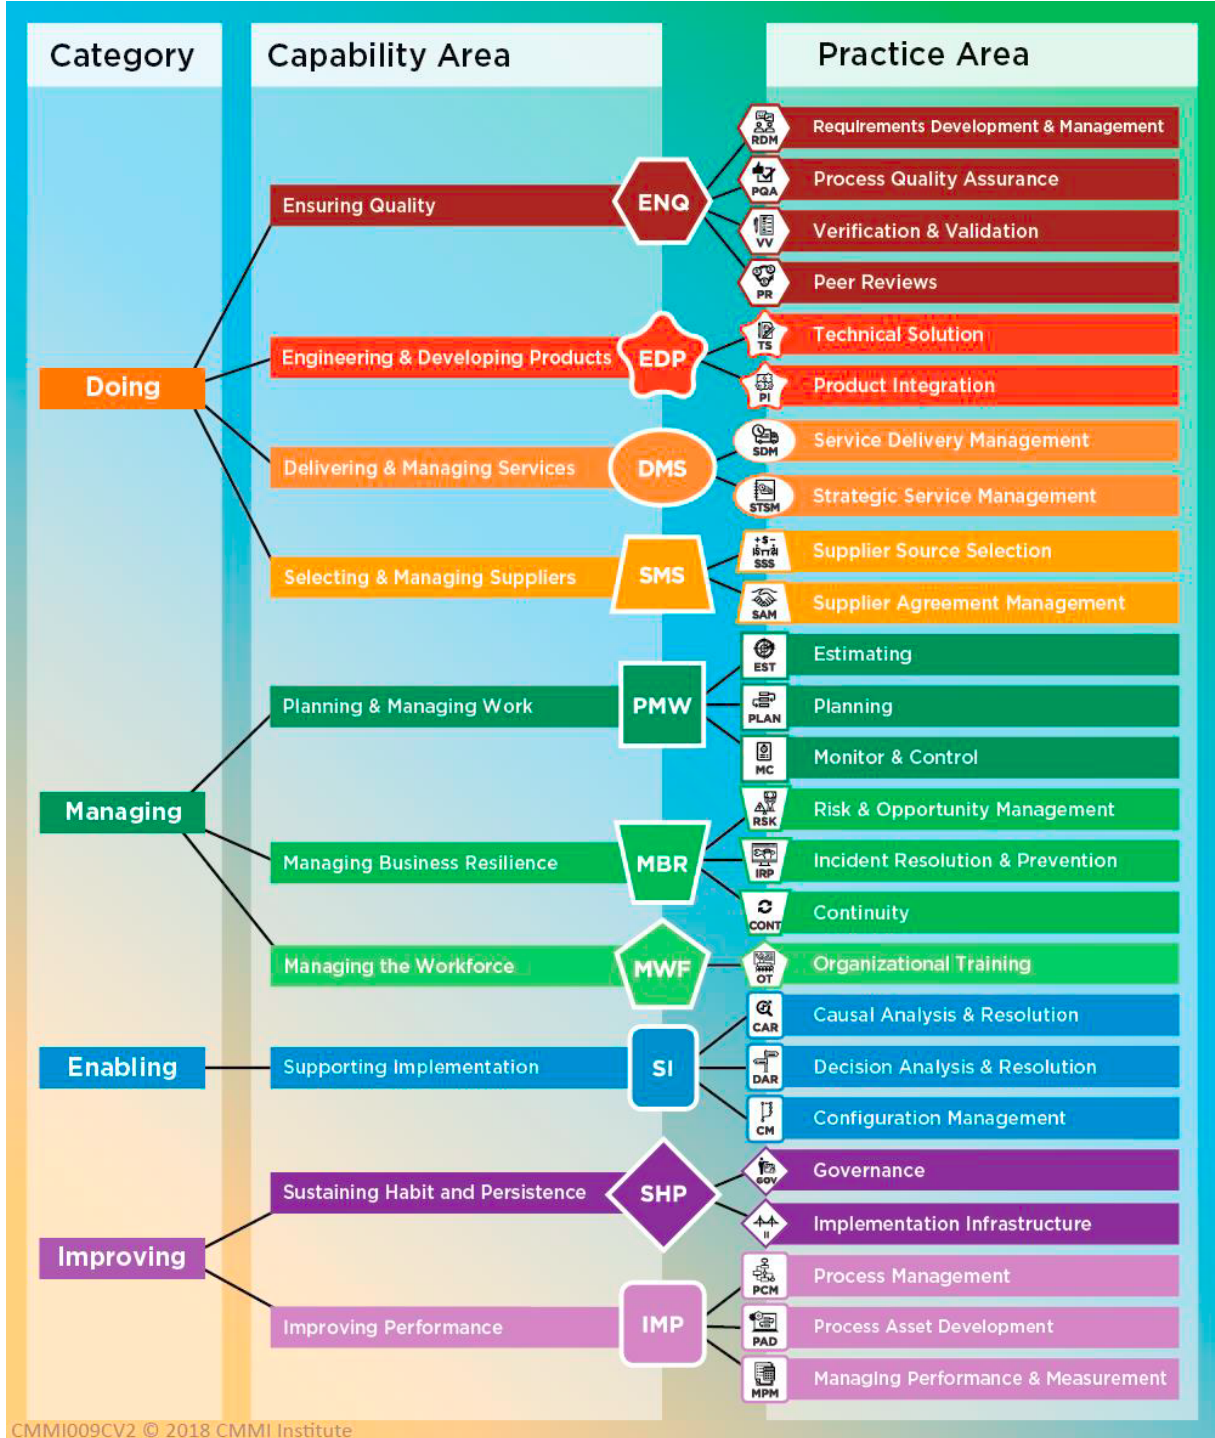 Category
Capability Area
Practice Area
Doing
Ensuring Quality
ENQ
RDM
Requirements Development & Management
PQA
Process Quality Assurance
VV
Verification & Validation
PR
Peer Reviews
Engineering & Developing Products
EDP
TS
Technical Solution
PI
Product Integration
Delivering & Managing Services
DMS
SDM
Service Delivery Management
STSM
Strategic Service Management
Selecting & Managing Suppliers
SMS
+$-
SSS
Supplier Source Selection
SAM
Supplier Agreement Management
Managing
Planning & Managing Work
PMW
EST
Estimating
PLAN
Planning
MC
Monitor & Control
Managing Business Resilience
MBR
RSK
Risk & Opportunity Management
IRP
Incident Resolution & Prevention
CONT
Continuity
Managing the Workforce
MWF
OT
Organizational Training
Enabling
Supporting Implementation
SI
CAR
Causal Analysis & Resolution
DAR
Decision Analysis & Resolution
CM
Configuration Management
Improving
Sustaining Habit and Persistence
SHP
GOV
Governance
II
Implementation Infrastructure
Improving Performance
IMP
PCM
Process Management
PAD
Process Asset Development
MPM
Managing Performance & Measurement
CMMI009CV2 © 2018 CMMI Institute